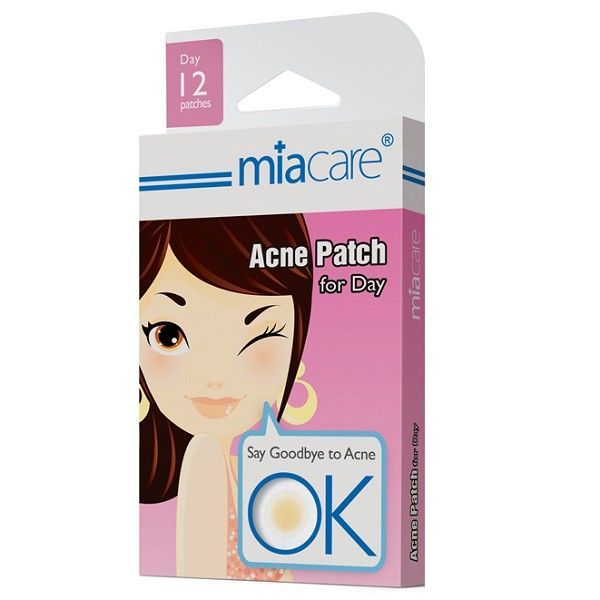 Day
12
patches
miacare®
Acne Patch
for Day
Say Goodbye to Acne
OK
miacare
Acne Patch for Day